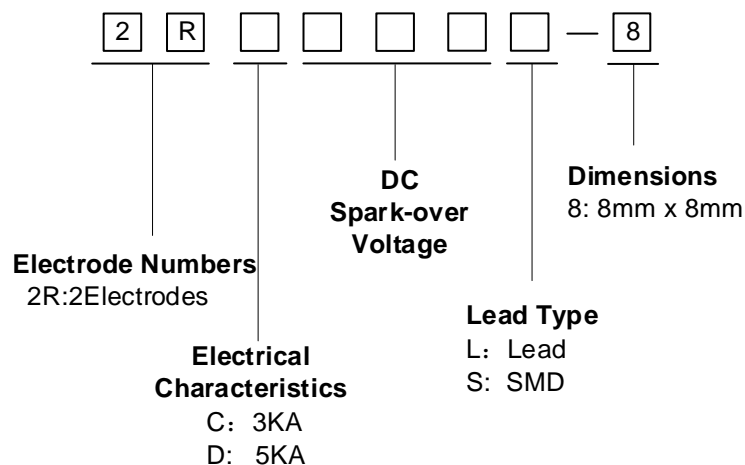 2 R — 8
DC
Spark-over
Voltage
Dimensions
8: 8mm x 8mm
Electrode Numbers
2R:2Electrodes
Lead Type
L： Lead
S: SMD
Electrical
Characteristics
C： 3KA
D: 5KA